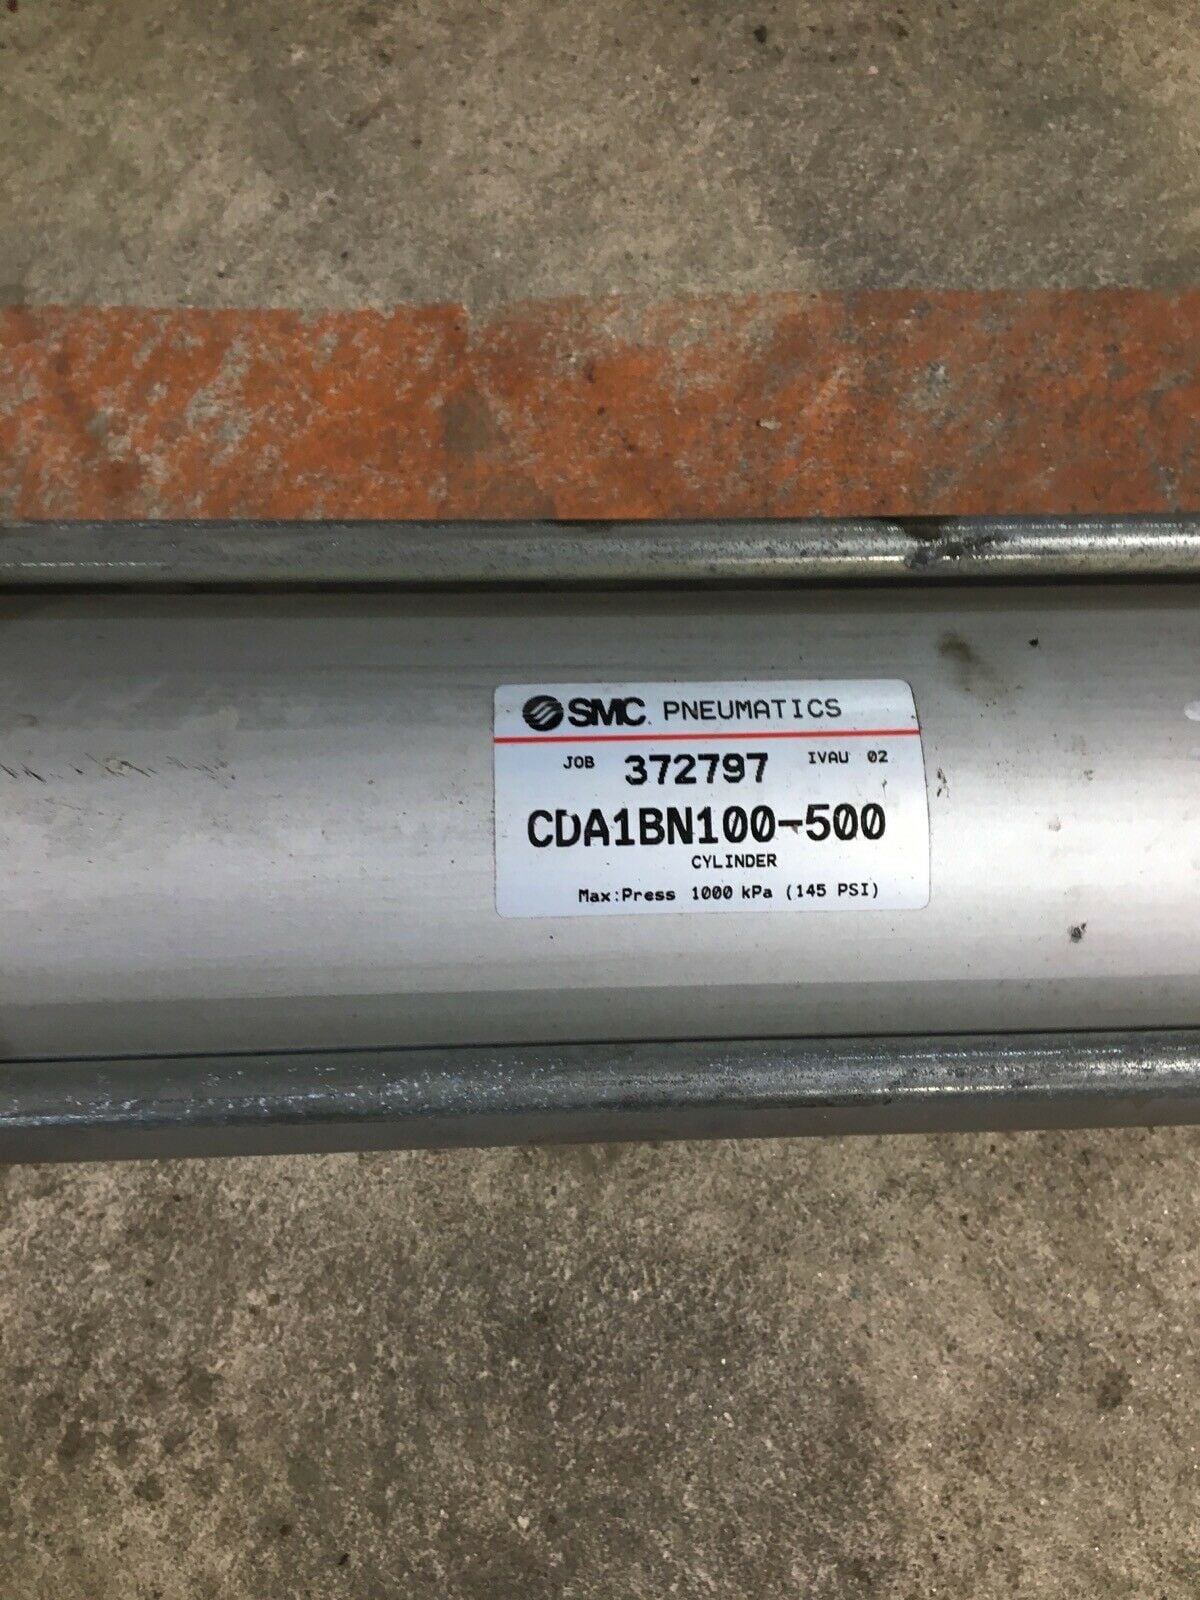 SMC PNEUMATICS
JOB 372797 IVAU 02
CDA1BN100-500
CYLINDER
Max:Press 1000 kPa (145 PSI)